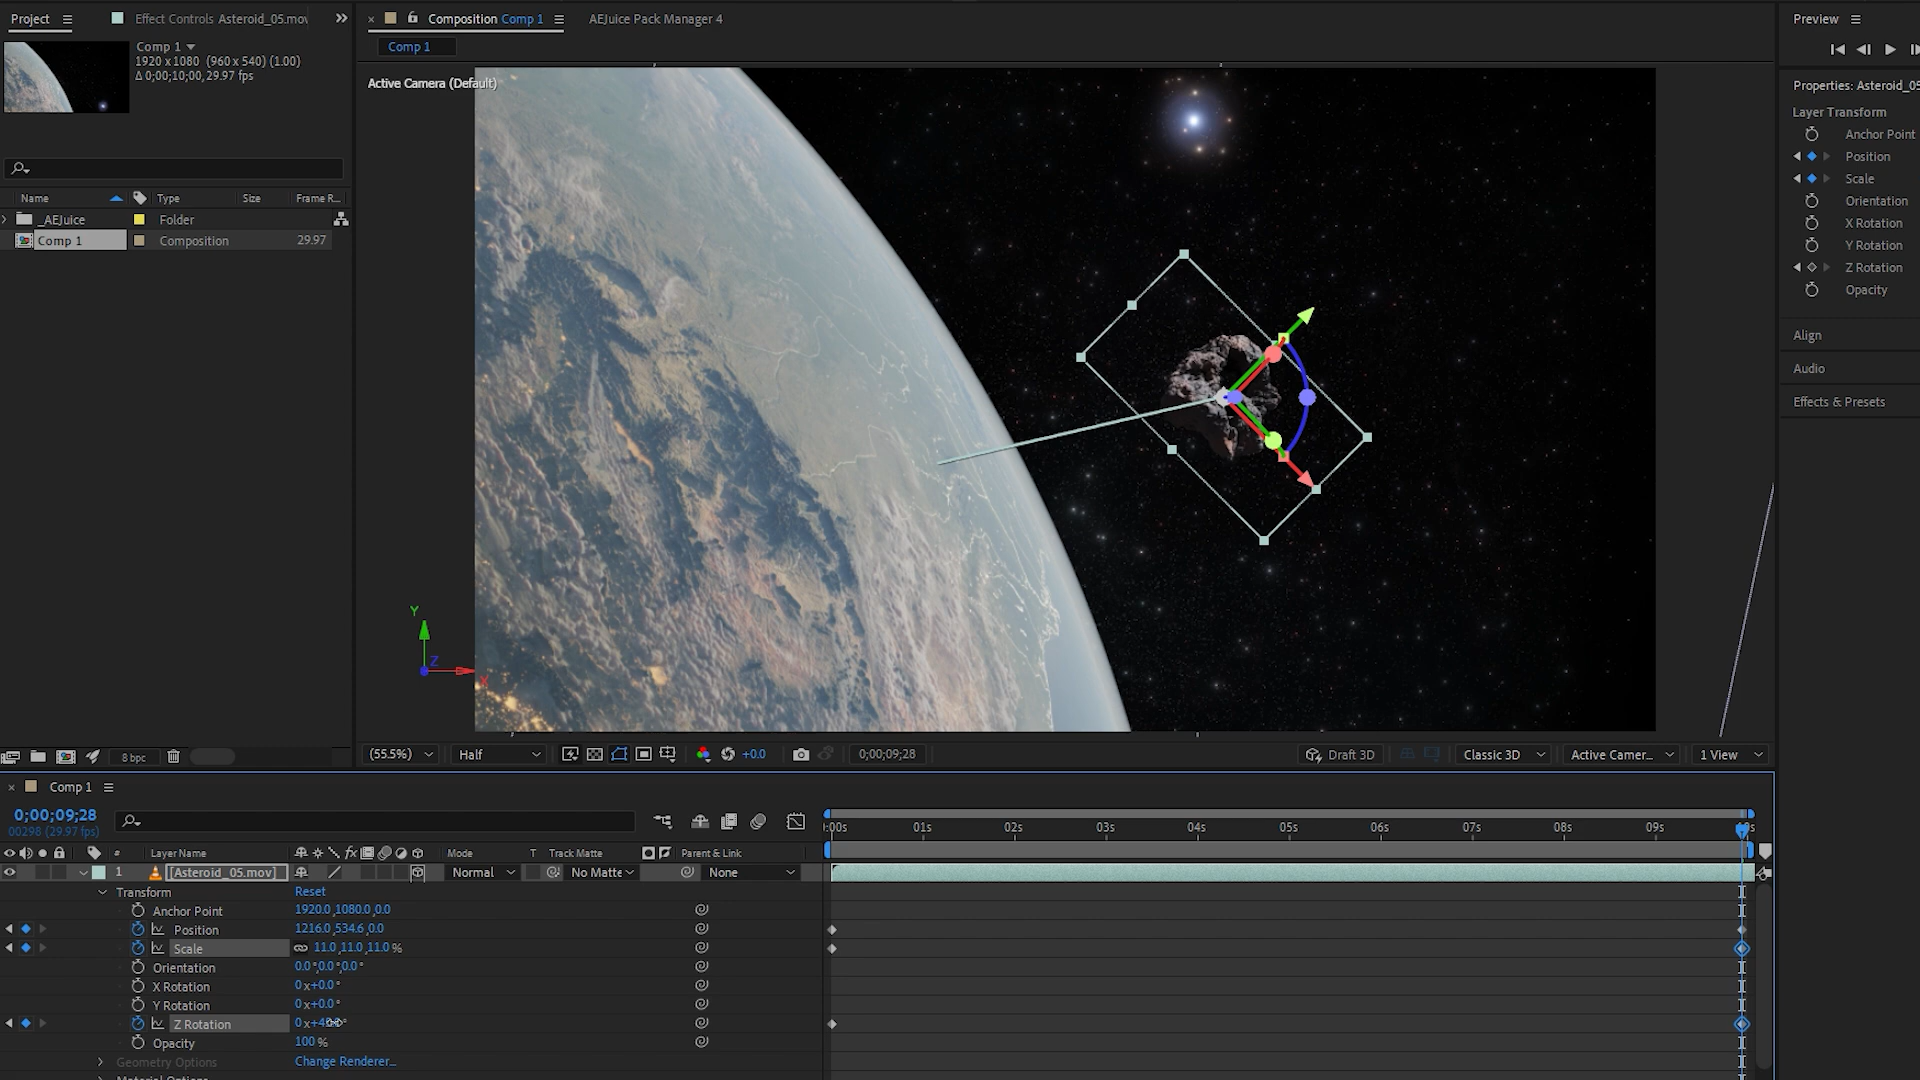 Project
Effect Controls Asteroid_05.mov
Composition Comp 1
AEJuice Pack Manager 4
Preview
Comp 1
1920 x 1080 (960 x 540) (1.00)
Δ 0;00;10;00, 29.97 fps
Comp 1
Active Camera (Default)
Properties: Asteroid_05
Layer Transform
Anchor Point
Position
Scale
Orientation
X Rotation
Y Rotation
Z Rotation
Opacity
Align
Audio
Effects & Presets
Name Type Size Frame R...
_AEJuice Folder
Comp 1 Composition 29.97
Y
Z
X
8 bpc
(55.5%) Half +0.0 0;00;09;28 Draft 3D Classic 3D Active Camer... 1 View
Comp 1
0;00;09;28
00298 (29.97 fps)
:00s 01s 02s 03s 04s 05s 06s 07s 08s 09s
# Layer Name Mode T Track Matte Parent & Link
1 [Asteroid_05.mov] Normal No Matte None
Transform Reset
Anchor Point 1920.0,1080.0,0.0
Position 1216.0,534.6,0.0
Scale 11.0,11.0,11.0 %
Orientation 0.0°,0.0°,0.0°
X Rotation 0 x+0.0°
Y Rotation 0 x+0.0°
Z Rotation 0 x+
Opacity 100 %
Geometry Options Change Renderer...
Material Options